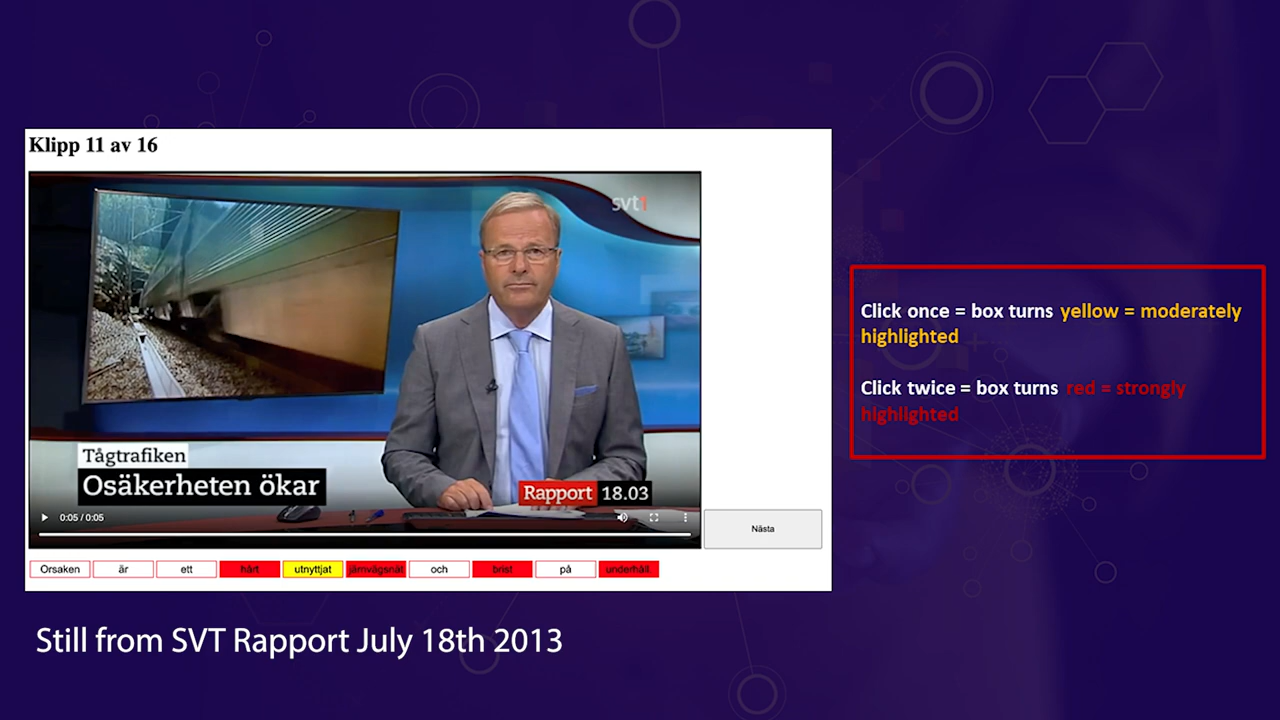 Klipp 11 av 16
svt1
Tågtrafiken
Osäkerheten ökar
Rapport 18.03
0:05 / 0:05
Nästa
Orsaken är ett hårt utnyttjat järnvägsnät och brist på underhåll.
Click once = box turns yellow = moderately
highlighted
Click twice = box turns red = strongly
highlighted
Still from SVT Rapport July 18th 2013